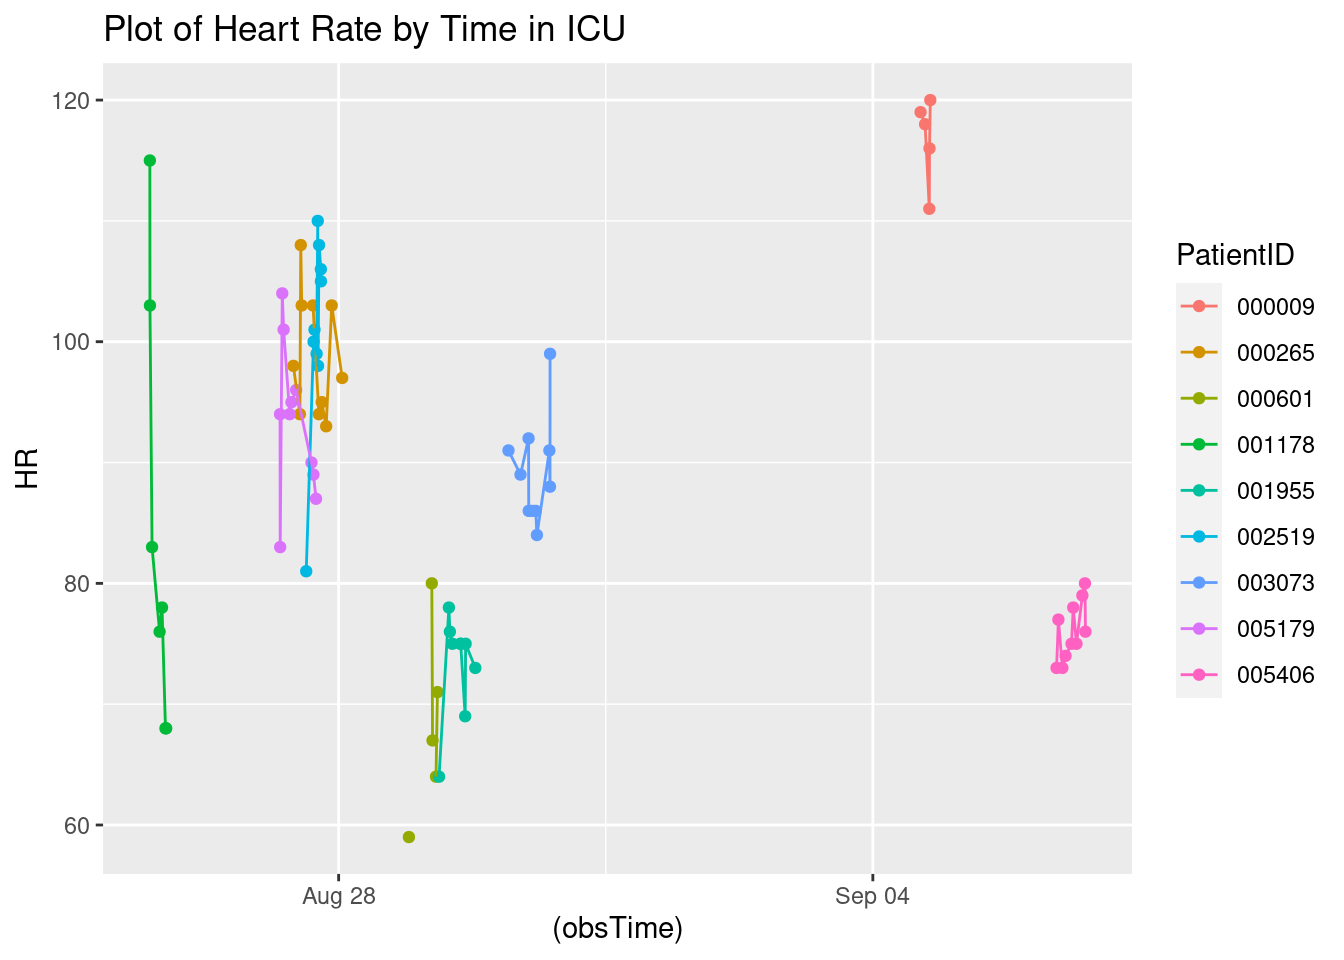 Plot of Heart Rate by Time in ICU
120
100
80
60
HR
Aug 28
Sep 04
(obsTime)
PatientID
000009
000265
000601
001178
001955
002519
003073
005179
005406